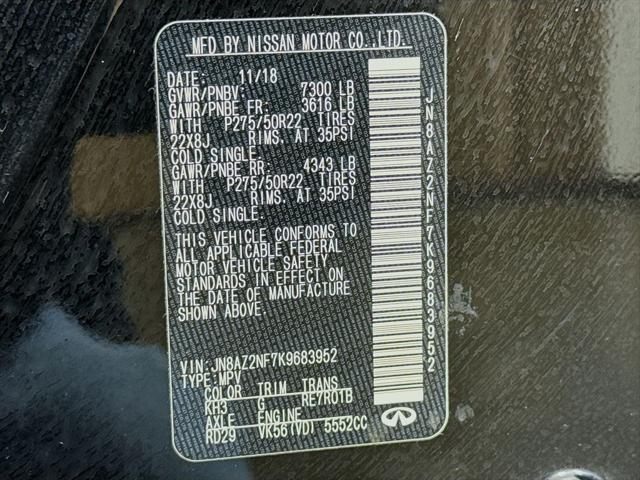 MFD BY NISSAN MOTOR CO.,LTD.
DATE: 11/18
GVWR/PNBV: 7300 LB
GAWR/PNBE FR: 3616 LB
WITH P275/50R22 TIRES
22X8J RIMS. AT 35PSI
COLD SINGLE
GAWR/PNBE RR: 4343 LB
WITH P275/50R22 TIRES
22X8J RIMS. AT 35PSI
COLD SINGLE.
THIS VEHICLE CONFORMS TO
ALL APPLICABLE FEDERAL
MOTOR VEHICLE SAFETY
STANDARDS IN EFFECT ON
THE DATE OF MANUFACTURE
SHOWN ABOVE.
VIN: JN8AZ2NF7K9683952
TYPE: MPV
COLOR TRIM TRANS
KH3 G RE7R01B
AXLE ENGINE
RD29 VK56(VD) 5552CC
JN8AZ2NF7K9683952